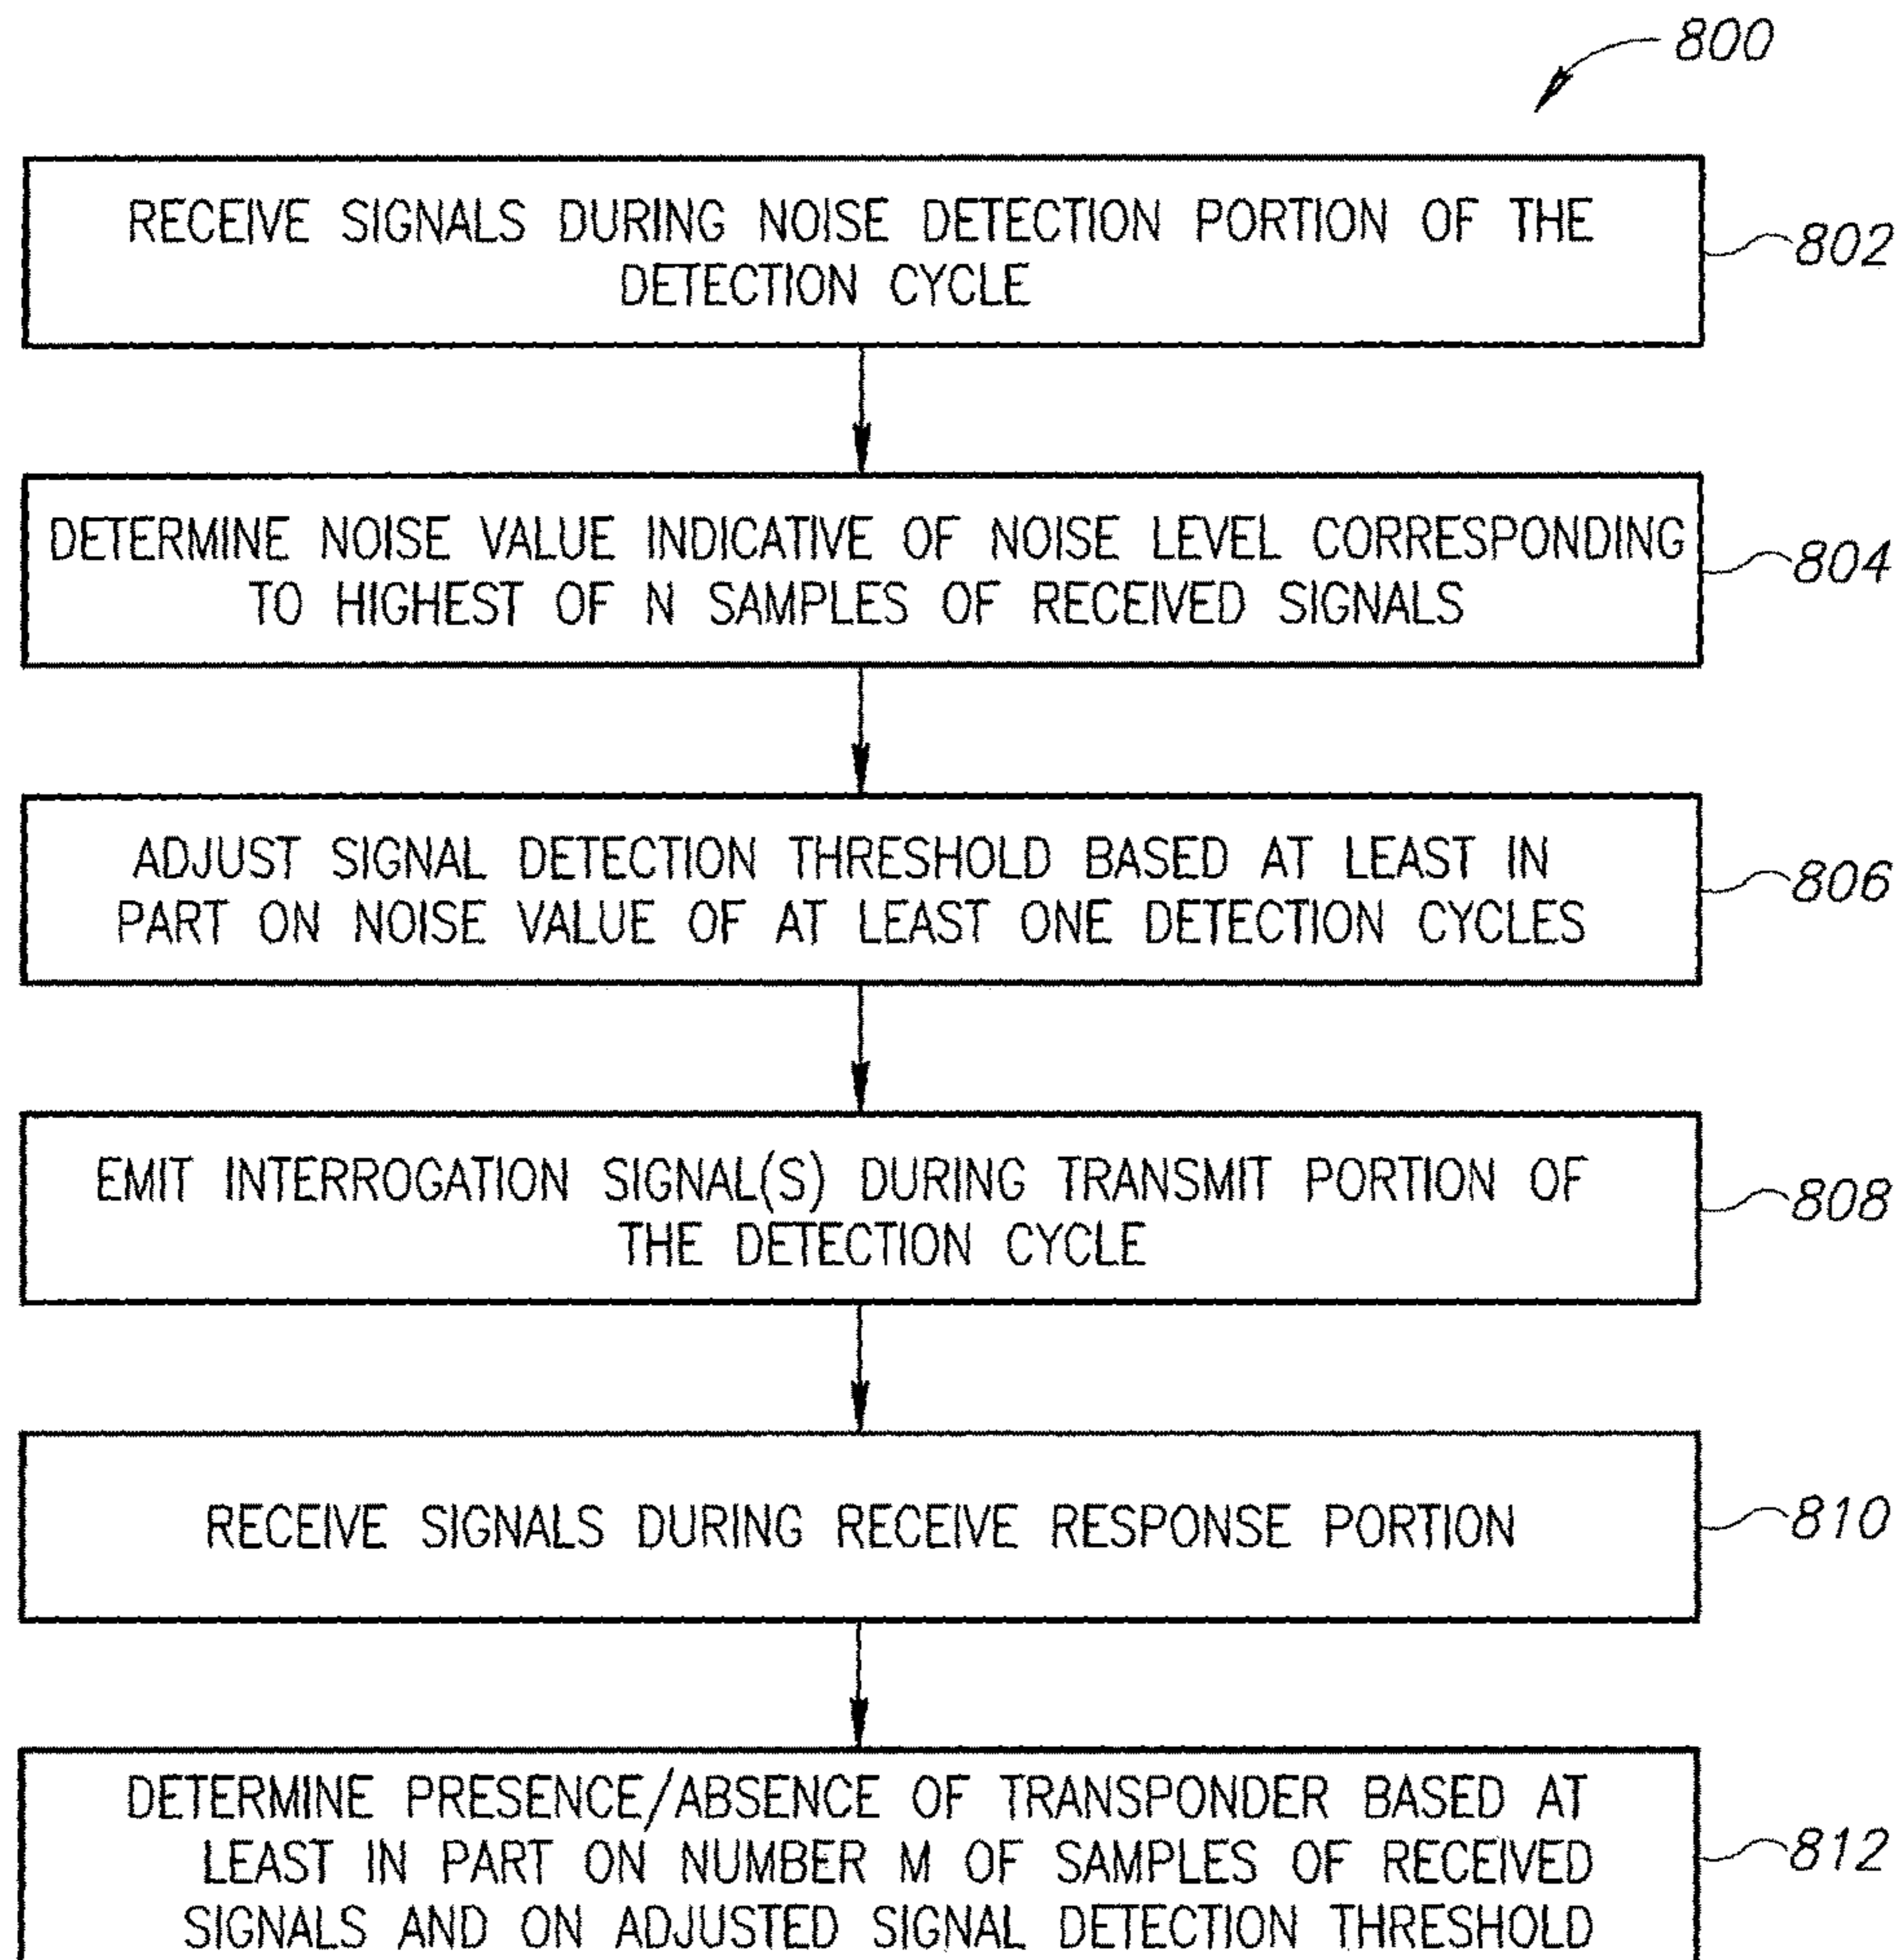 800
RECEIVE SIGNALS DURING NOISE DETECTION PORTION OF THE
DETECTION CYCLE
802
DETERMINE NOISE VALUE INDICATIVE OF NOISE LEVEL CORRESPONDING
TO HIGHEST OF N SAMPLES OF RECEIVED SIGNALS
804
ADJUST SIGNAL DETECTION THRESHOLD BASED AT LEAST IN
PART ON NOISE VALUE OF AT LEAST ONE DETECTION CYCLES
806
EMIT INTERROGATION SIGNAL(S) DURING TRANSMIT PORTION OF
THE DETECTION CYCLE
808
RECEIVE SIGNALS DURING RECEIVE RESPONSE PORTION
810
DETERMINE PRESENCE/ABSENCE OF TRANSPONDER BASED AT
LEAST IN PART ON NUMBER M OF SAMPLES OF RECEIVED
SIGNALS AND ON ADJUSTED SIGNAL DETECTION THRESHOLD
812